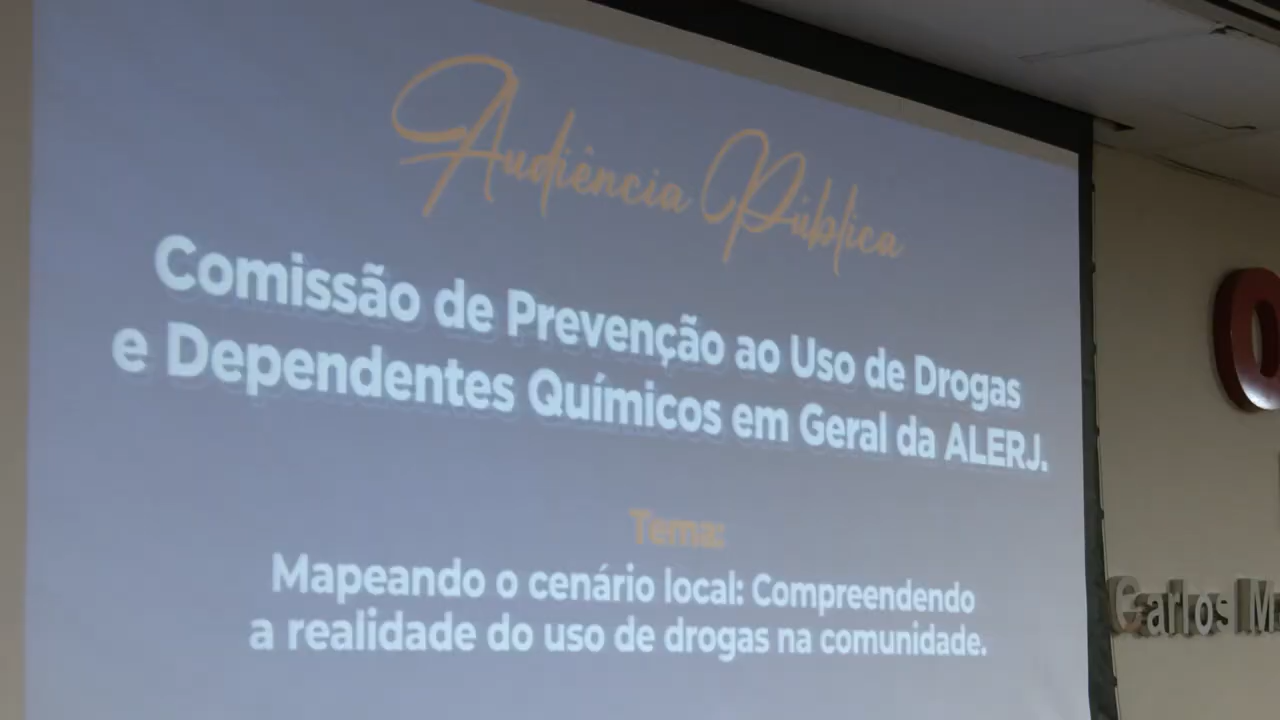 Audiência Pública
Comissão de Prevenção ao Uso de Drogas
e Dependentes Químicos em Geral da ALERJ.
Tema:
Mapeando o cenário local: Compreendendo
a realidade do uso de drogas na comunidade.
O
Carlos M